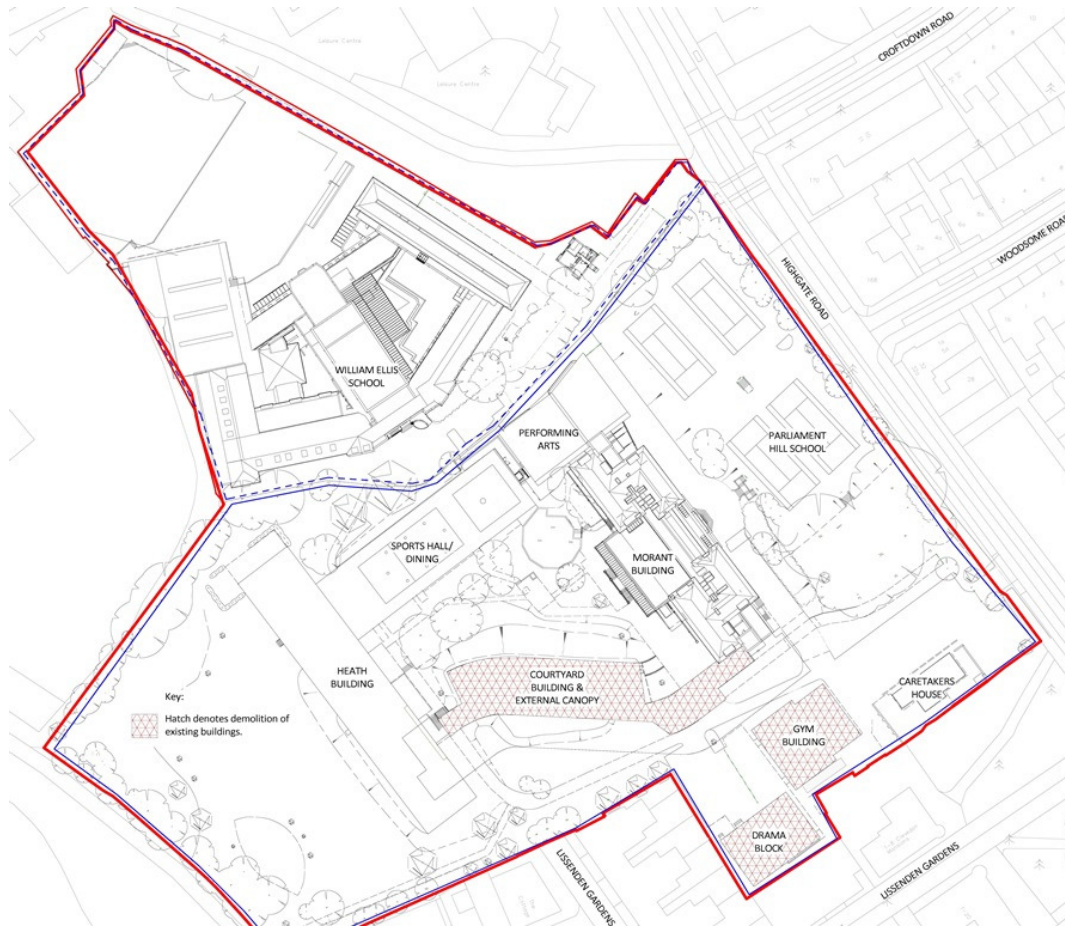 Leisure Centre
Leisure Centre
CROFTDOWN ROAD
WOODSOME ROAD
HIGHGATE ROAD
WILLIAM ELLIS
SCHOOL
PERFORMING
ARTS
PARLIAMENT
HILL SCHOOL
SPORTS HALL/
DINING
MORANT
BUILDING
HEATH
BUILDING
COURTYARD
BUILDING &
EXTERNAL CANOPY
CARETAKERS
HOUSE
Key:
Hatch denotes demolition of
existing buildings.
GYM
BUILDING
DRAMA
BLOCK
LISSENDEN GARDENS
LISSENDEN GARDENS